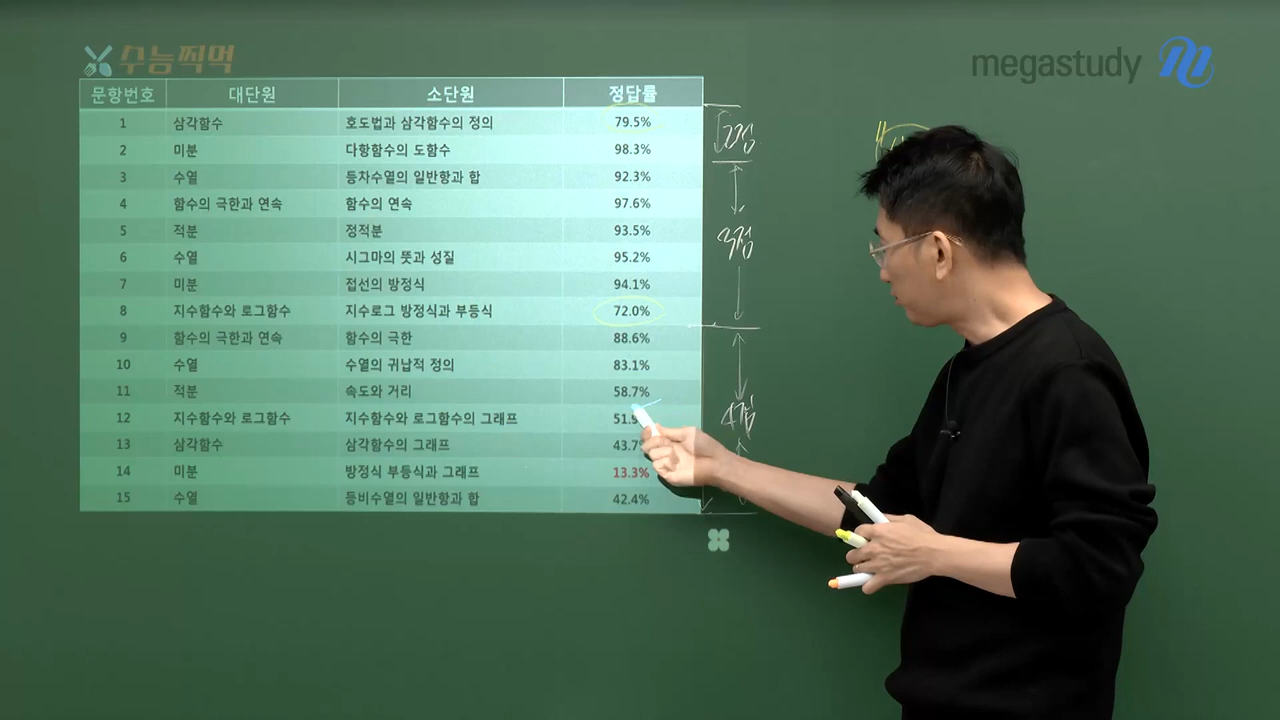 수능찍먹
megastudy
문항번호 대단원 소단원 정답률
1 삼각함수 호도법과 삼각함수의 정의 79.5%
2 미분 다항함수의 도함수 98.3%
3 수열 등차수열의 일반항과 합 92.3%
4 함수의 극한과 연속 함수의 연속 97.6%
5 적분 정적분 93.5%
6 수열 시그마의 뜻과 성질 95.2%
7 미분 접선의 방정식 94.1%
8 지수함수와 로그함수 지수로그 방정식과 부등식 72.0%
9 함수의 극한과 연속 함수의 극한 88.6%
10 수열 수열의 귀납적 정의 83.1%
11 적분 속도와 거리 58.7%
12 지수함수와 로그함수 지수함수와 로그함수의 그래프
13 삼각함수 삼각함수의 그래프
14 미분 방정식 부등식과 그래프 13.3%
15 수열 등비수열의 일반항과 합 42.4%
2점
3점
4점